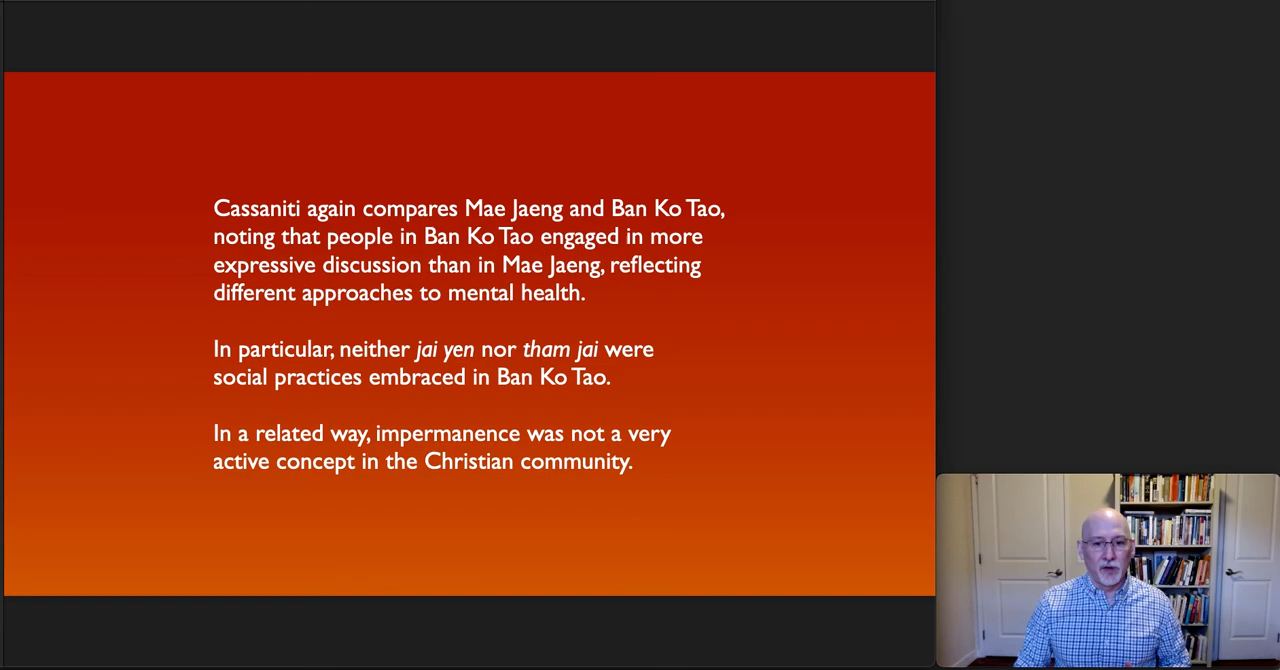 Cassaniti again compares Mae Jaeng and Ban Ko Tao,
noting that people in Ban Ko Tao engaged in more
expressive discussion than in Mae Jaeng, reflecting
different approaches to mental health.
In particular, neither jai yen nor tham jai were
social practices embraced in Ban Ko Tao.
In a related way, impermanence was not a very
active concept in the Christian community.